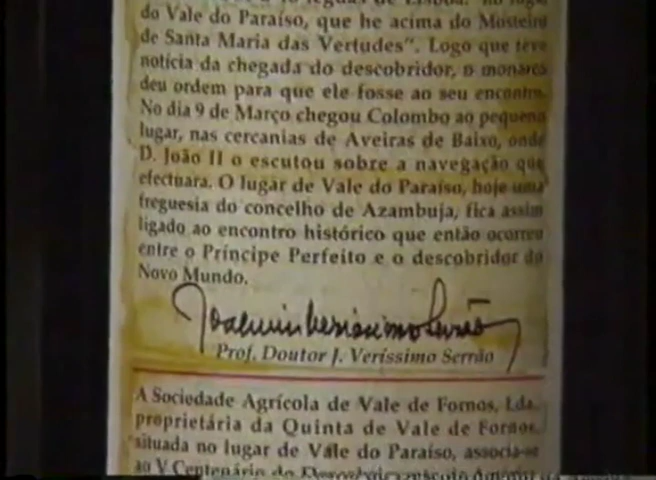 do Vale do Paraíso, que he acima do Mosteiro
de Santa Maria das Vertudes". Logo que teve
notícia da chegada do descobridor, o monarca
deu ordem para que ele fosse ao seu encontro.
No dia 9 de Março chegou Colombo ao pequeno
lugar, nas cercanias de Aveiras de Baixo, onde
D. João II o escutou sobre a navegação que
efectuara. O lugar de Vale do Paraíso, hoje uma
freguesia do concelho de Azambuja, fica assim
ligado ao encontro histórico que então ocorreu
entre o Príncipe Perfeito e o descobridor do
Novo Mundo.
Joaquim Veríssimo Serrão
Prof. Doutor J. Veríssimo Serrão
A Sociedade Agrícola de Vale de Fornos, Lda.
proprietária da Quinta de Vale de Fornos,
situada no lugar de Vale do Paraíso, associa-se
ao V Centenário do